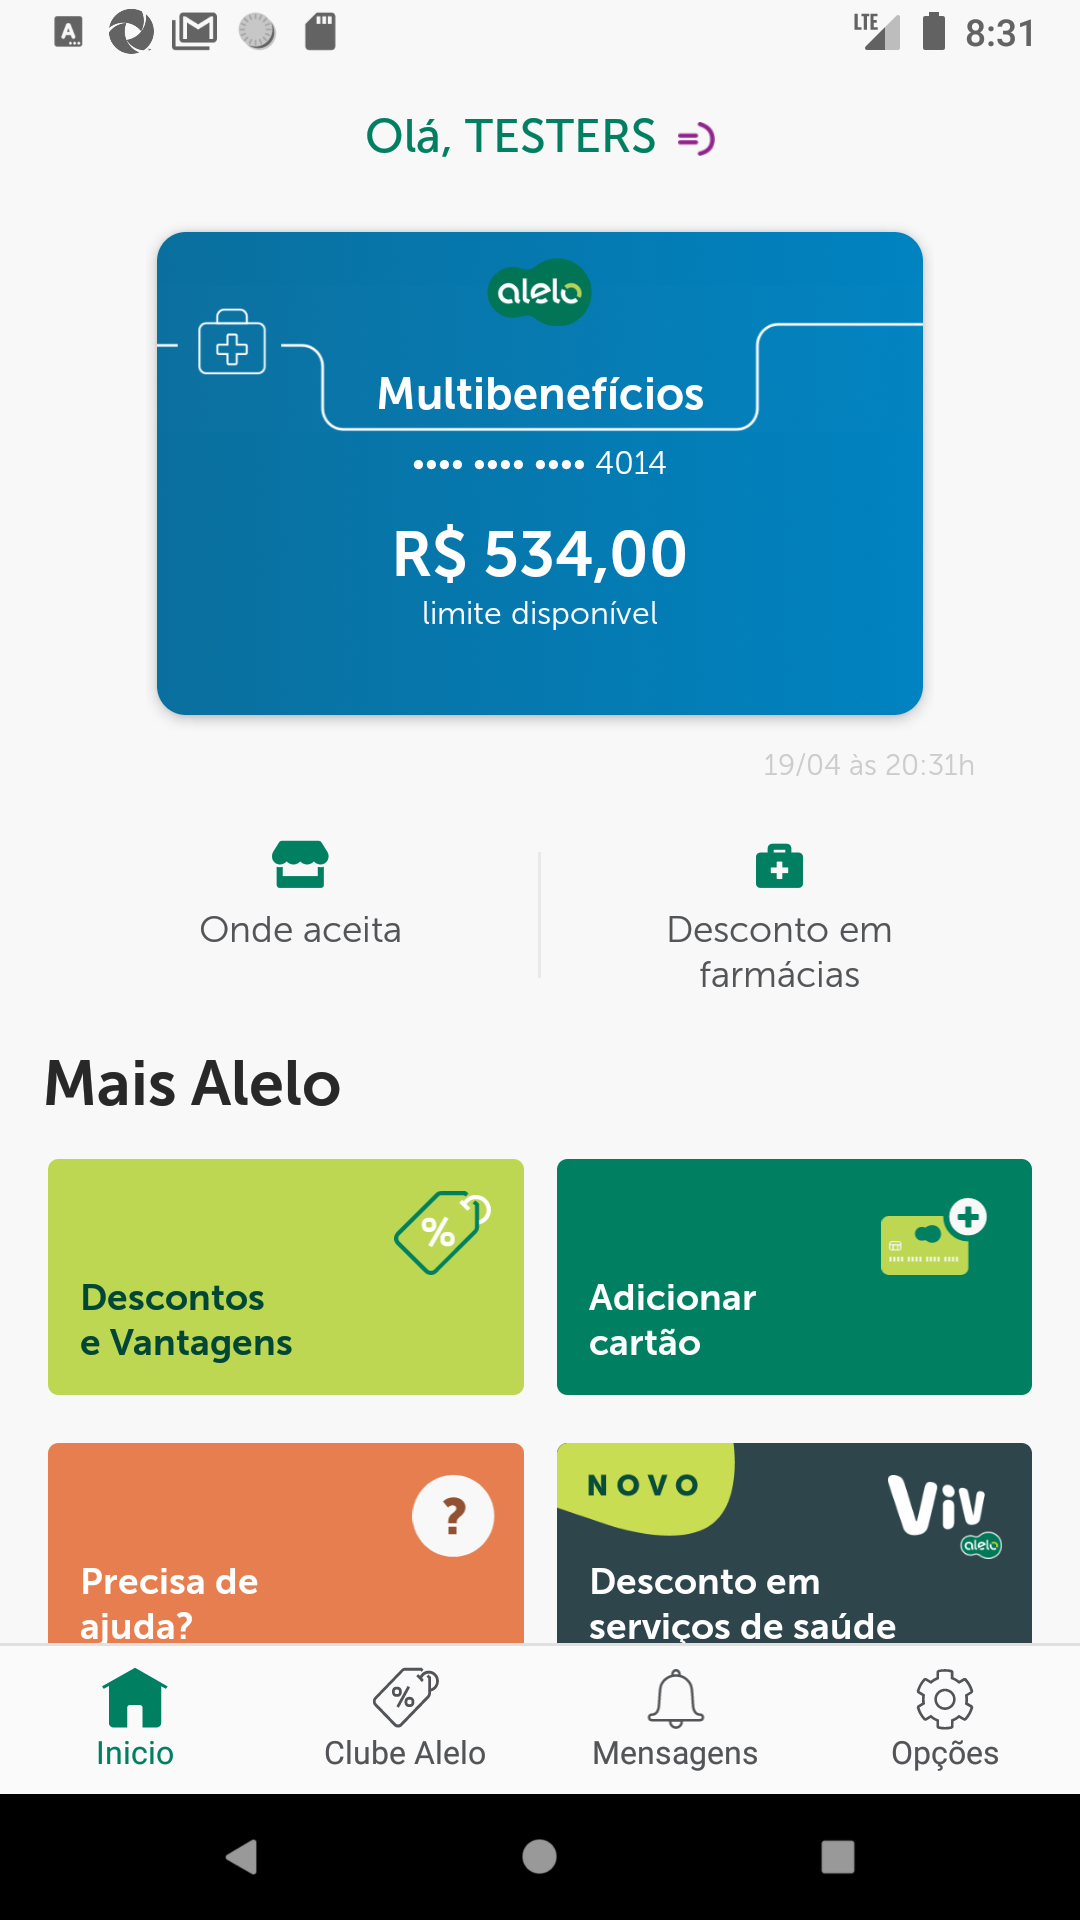 LTE 8:31
Olá, TESTERS =)
alelo
Multibenefícios
•••• •••• •••• 4014
R$ 534,00
limite disponível
19/04 às 20:31h
Onde aceita
Desconto em
farmácias
Mais Alelo
%
Descontos
e Vantagens
Adicionar
cartão
?
Precisa de
ajuda?
NOVO
Viv
alelo
Desconto em
serviços de saúde
Inicio
Clube Alelo
Mensagens
Opções